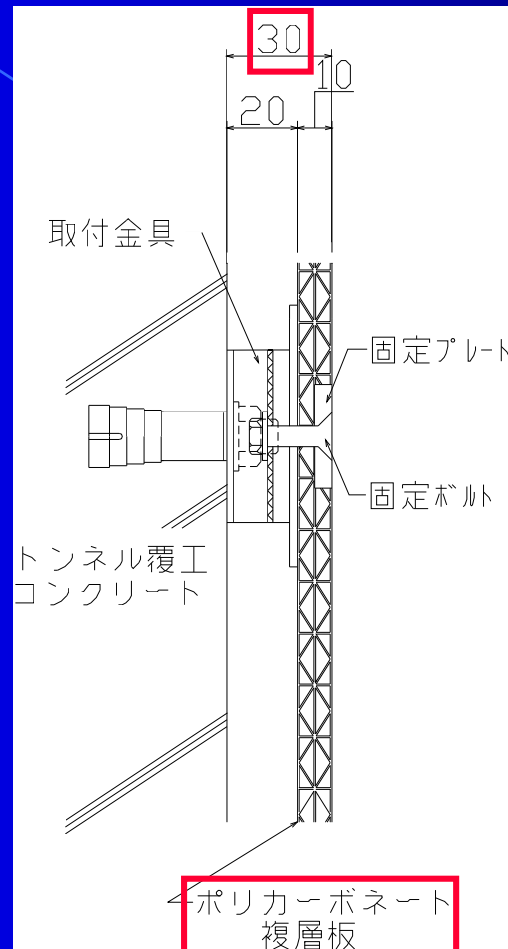 30
10
20
取付金具
固定プレート
固定ボルト
トンネル覆工
コンクリート
ポリカーボネート
複層板